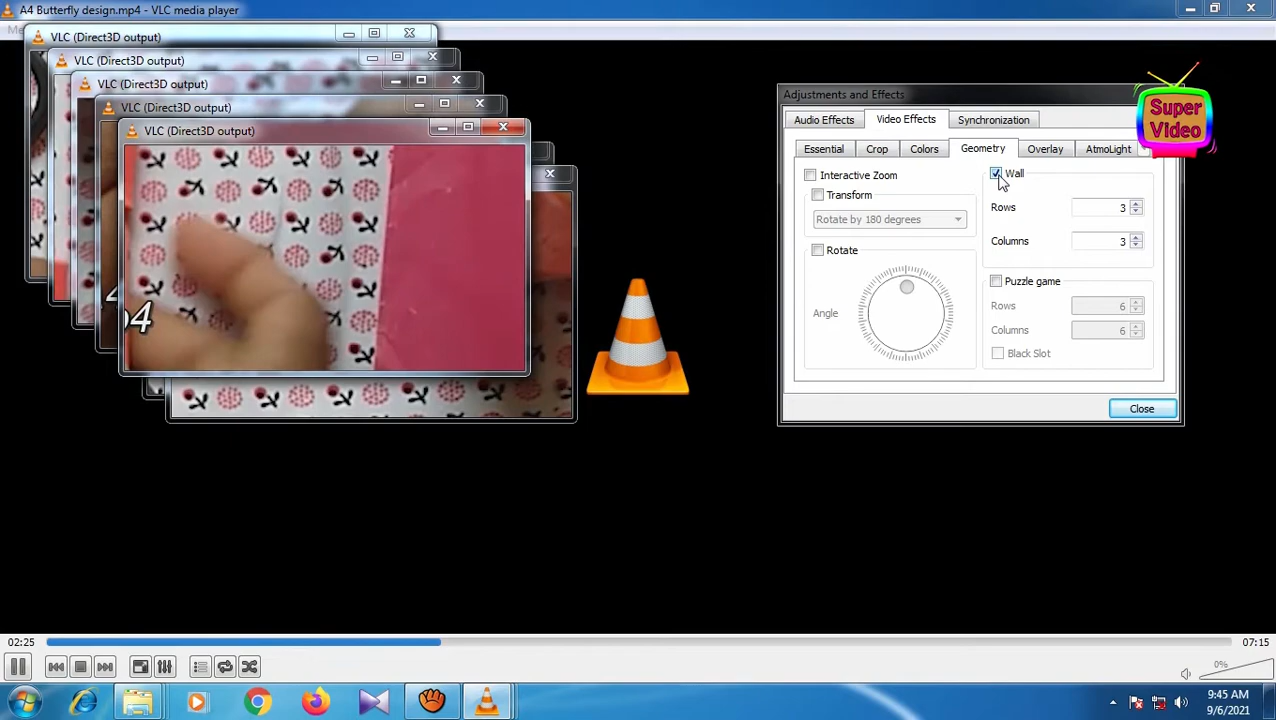 A4 Butterfly design.mp4 - VLC media player
VLC (Direct3D output)
VLC (Direct3D output)
VLC (Direct3D output)
VLC (Direct3D output)
VLC (Direct3D output)
p4
Adjustments and Effects
Super
Video
Audio Effects
Video Effects
Synchronization
Essential
Crop
Colors
Geometry
Overlay
AtmoLight
Interactive Zoom
Transform
Rotate by 180 degrees
Rotate
Angle
Wall
Rows
3
Columns
3
Puzzle game
Rows
6
Columns
6
Black Slot
Close
02:25
07:15
0%
9:45 AM
9/6/2021